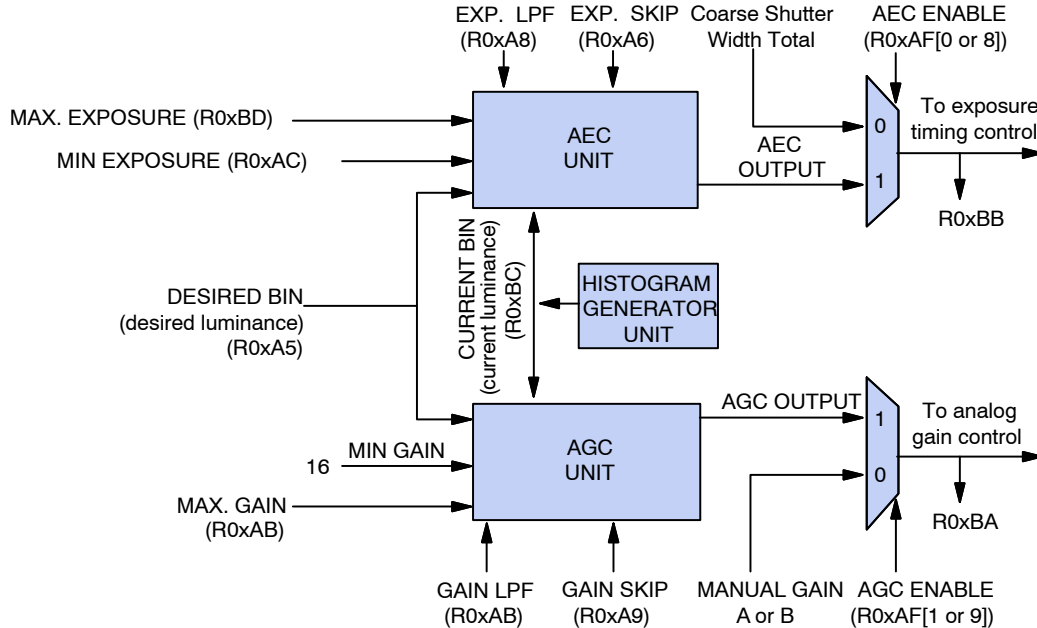 EXP. LPF
(R0xA8)
EXP. SKIP
(R0xA6)
Coarse Shutter
Width Total
AEC ENABLE
(R0xAF[0 or 8])
MAX. EXPOSURE (R0xBD)
MIN EXPOSURE (R0xAC)
AEC
UNIT
AEC
OUTPUT
0
1
To exposure
timing control
R0xBB
DESIRED BIN
(desired luminance)
(R0xA5)
CURRENT BIN
(current luminance)
(R0xBC)
HISTOGRAM
GENERATOR
UNIT
16
MIN GAIN
MAX. GAIN
(R0xAB)
AGC
UNIT
AGC OUTPUT
1
0
To analog
gain control
R0xBA
GAIN LPF
(R0xAB)
GAIN SKIP
(R0xA9)
MANUAL GAIN
A or B
AGC ENABLE
(R0xAF[1 or 9])